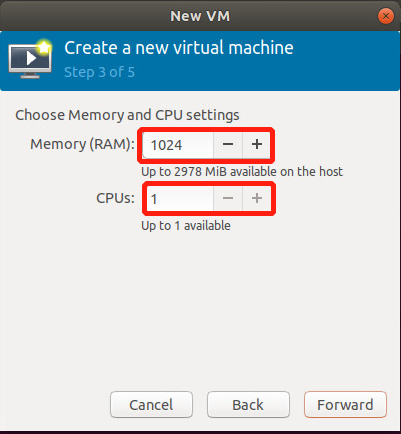 New VM
Create a new virtual machine
Step 3 of 5
Choose Memory and CPU settings
Memory (RAM): 1024 − +
Up to 2978 MiB available on the host
CPUs: 1 − +
Up to 1 available
Cancel Back Forward